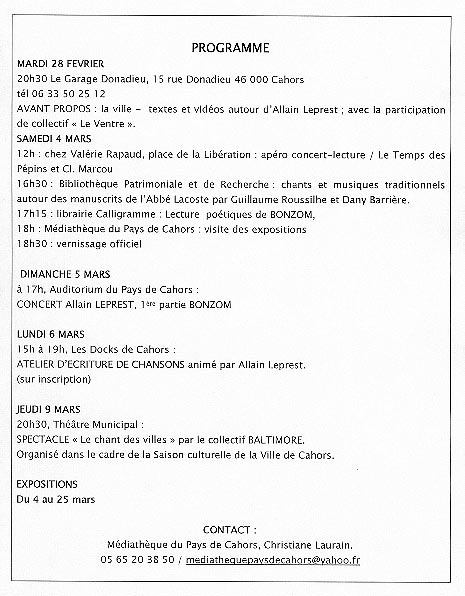 PROGRAMME
MARDI 28 FEVRIER
20h30 Le Garage Donadieu, 15 rue Donadieu 46 000 Cahors
tél 06 33 50 25 12
AVANT PROPOS : la ville – textes et vidéos autour d'Allain Leprest ; avec la participation
de collectif « Le Ventre ».
SAMEDI 4 MARS
12h : chez Valérie Rapaud, place de la Libération : apéro concert-lecture / Le Temps des
Pépins et Cl. Marcou
16h30 : Bibliothèque Patrimoniale et de Recherche : chants et musiques traditionnels
autour des manuscrits de l'Abbé Lacoste par Guillaume Roussilhe et Dany Barrière.
17h15 : librairie Calligramme : Lecture poétiques de BONZOM,
18h : Médiathèque du Pays de Cahors : visite des expositions
18h30 : vernissage officiel
DIMANCHE 5 MARS
à 17h, Auditorium du Pays de Cahors :
CONCERT Allain LEPREST, 1ère partie BONZOM
LUNDI 6 MARS
15h à 19h, Les Docks de Cahors :
ATELIER D'ECRITURE DE CHANSONS animé par Allain Leprest.
(sur inscription)
JEUDI 9 MARS
20h30, Théâtre Municipal :
SPECTACLE « Le chant des villes » par le collectif BALTIMORE.
Organisé dans le cadre de la Saison culturelle de la Ville de Cahors.
EXPOSITIONS
Du 4 au 25 mars
CONTACT :
Médiathèque du Pays de Cahors, Christiane Laurain.
05 65 20 38 50 / mediathequepaysdecahors@yahoo.fr